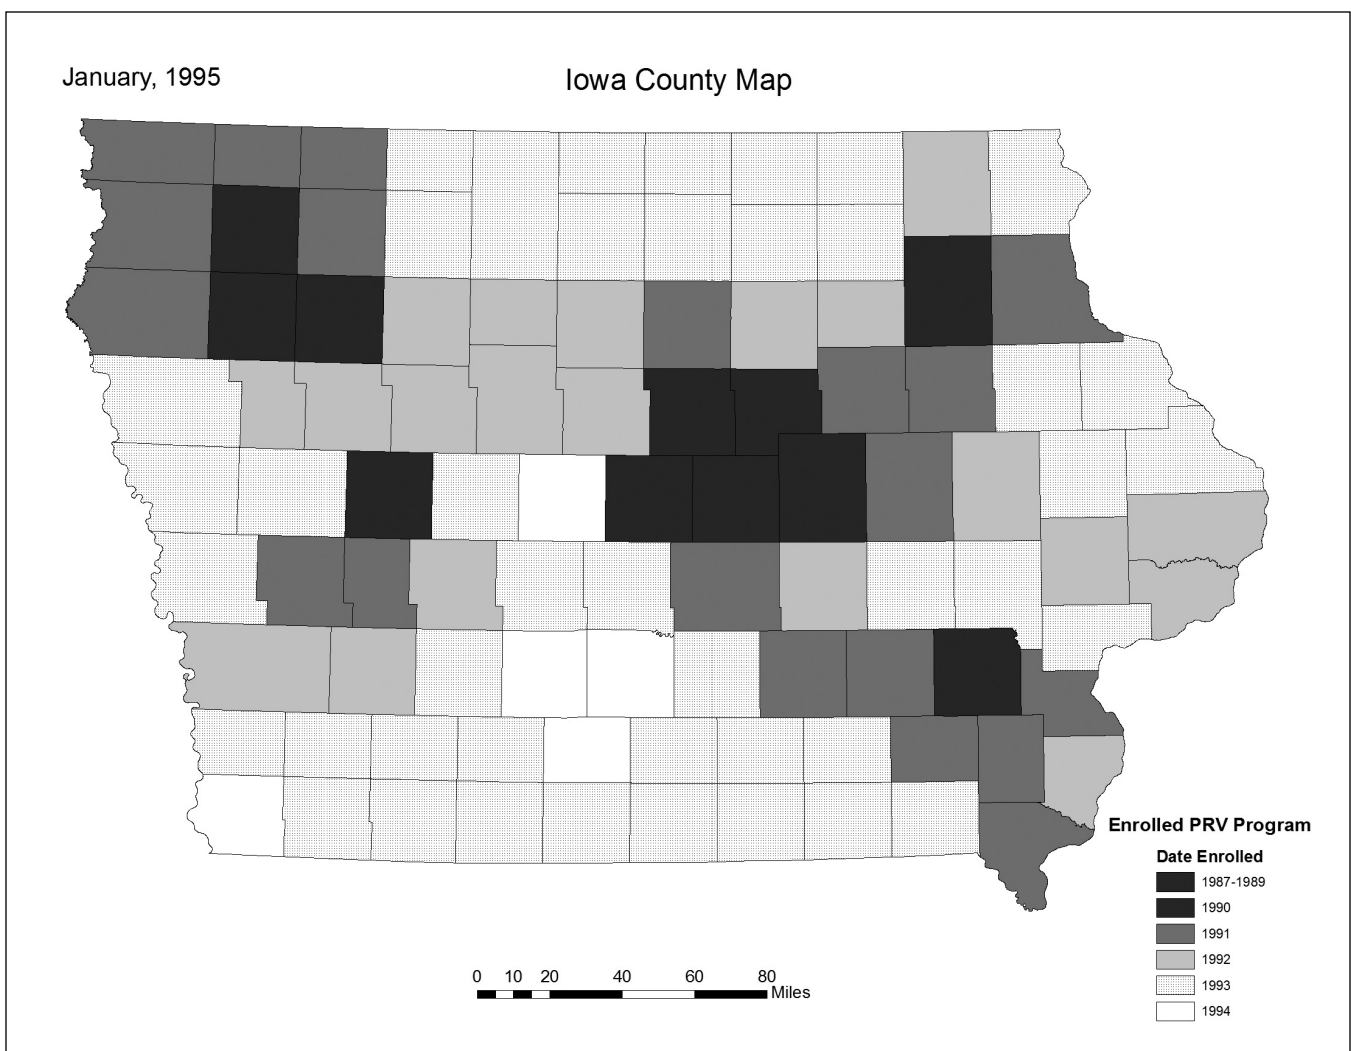 January, 1995
Iowa County Map
Enrolled PRV Program
Date Enrolled
1987-1989
1990
1991
1992
1993
1994
0 10 20 40 60 80
Miles